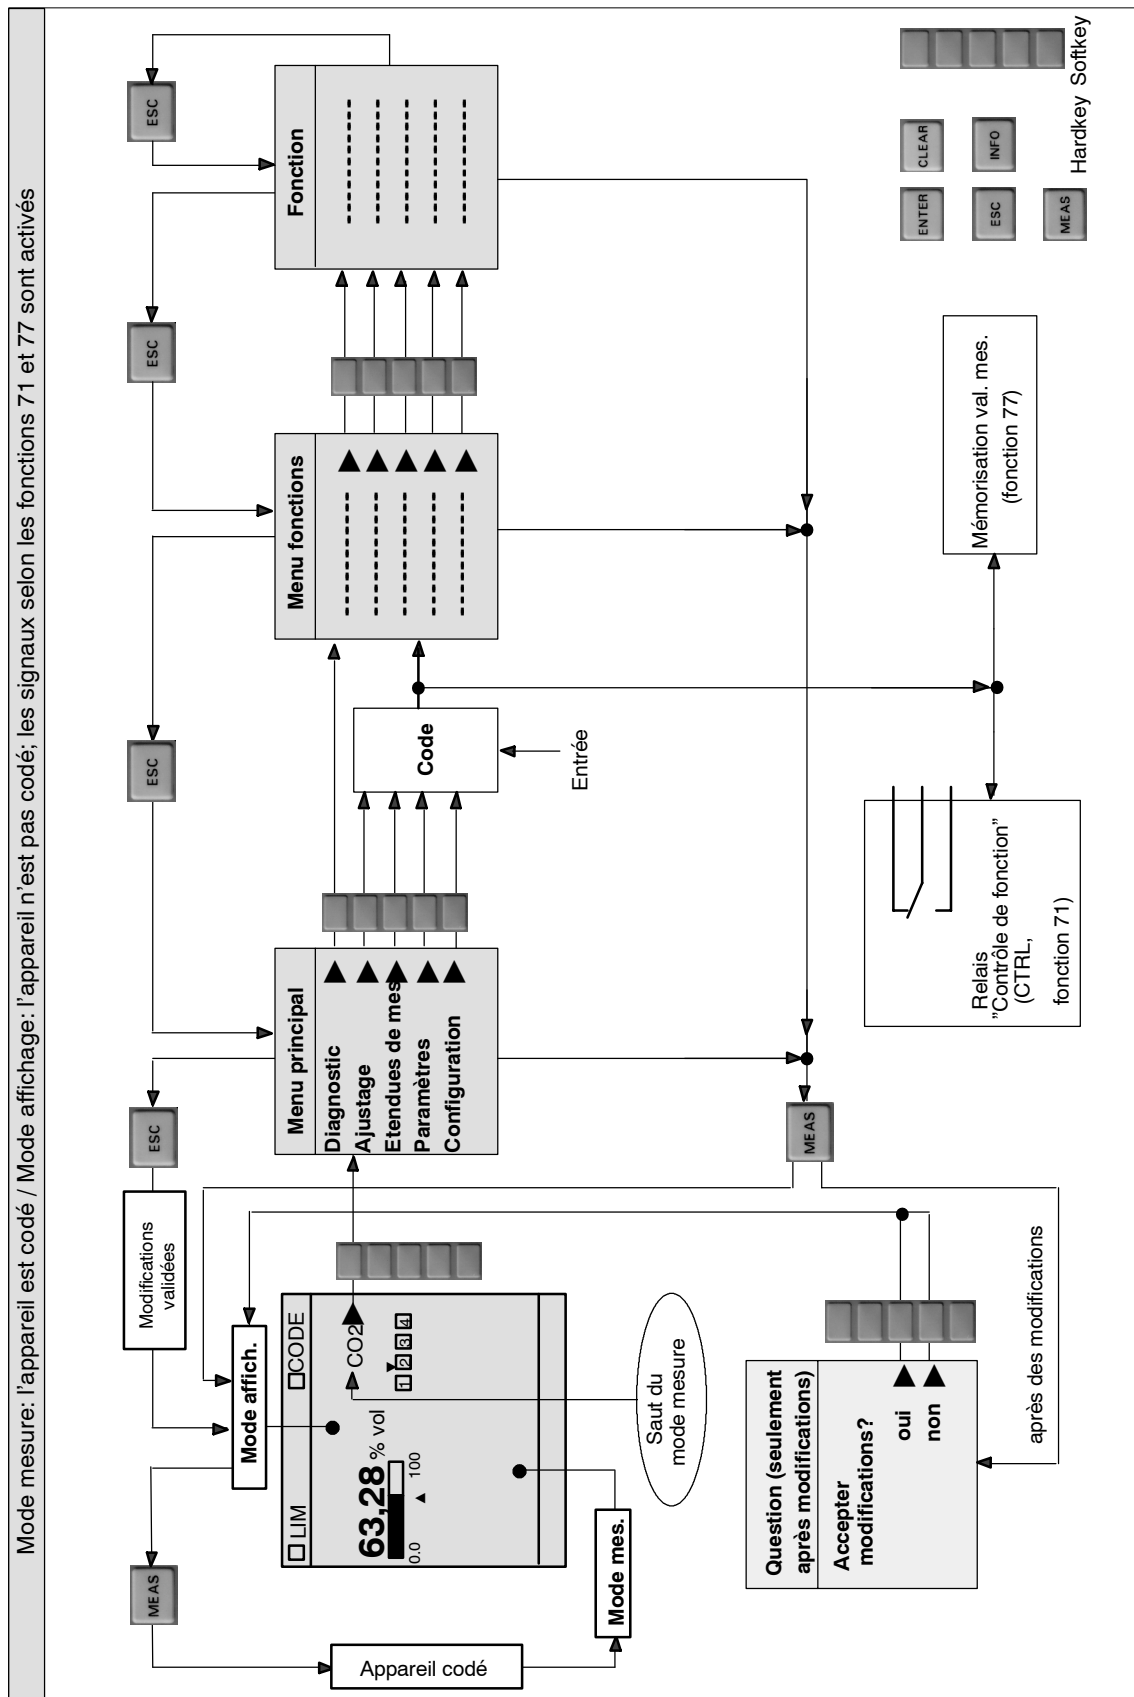 Mode mesure: l'appareil est codé / Mode affichage: l'appareil n'est pas codé; les signaux selon les fonctions 71 et 77 sont activés
MEAS
ESC
ESC
ESC
ESC
Modifications
validées
Appareil codé
Mode affich.
Mode mes.
LIM
CODE
63,28 % vol
0.0
100
CO2
1 2 3 4
Saut du
mode mesure
Menu principal
Diagnostic
Ajustage
Etendues de mes
Paramètres
Configuration
Code
Entrée
Menu fonctions
Fonction
MEAS
Question (seulement
après modifications)
Accepter
modifications?
oui
non
après des modifications
Relais
”Contrôle de fonction”
(CTRL,
fonction 71)
Mémorisation val. mes.
(fonction 77)
ENTER
CLEAR
ESC
INFO
MEAS
Hardkey
Softkey